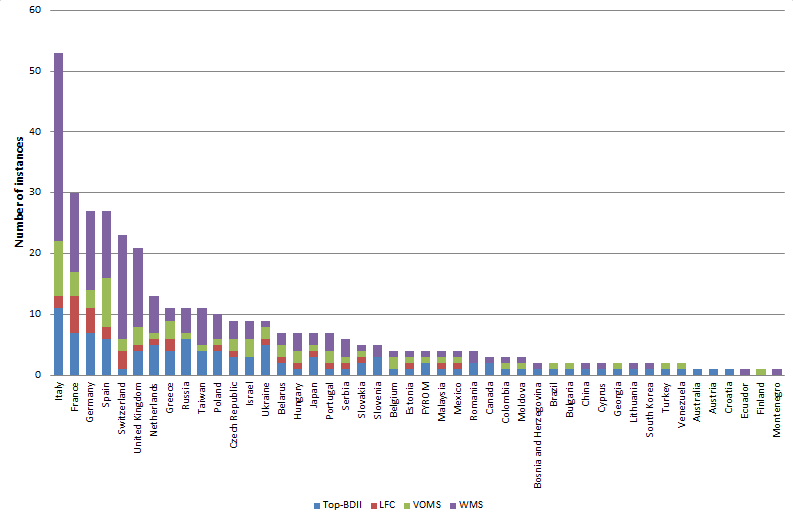 60
50
40
30
20
10
0
Number of instances
Italy
France
Germany
Spain
Switzerland
United Kingdom
Netherlands
Greece
Russia
Taiwan
Poland
Czech Republic
Israel
Ukraine
Belarus
Hungary
Japan
Portugal
Serbia
Slovakia
Slovenia
Belgium
Estonia
FYROM
Malaysia
Mexico
Romania
Canada
Colombia
Moldova
Bosnia and Herzegovina
Brazil
Bulgaria
China
Cyprus
Georgia
Lithuania
South Korea
Turkey
Venezuela
Australia
Austria
Croatia
Ecuador
Finland
Montenegro
Top-BDII LFC VOMS WMS